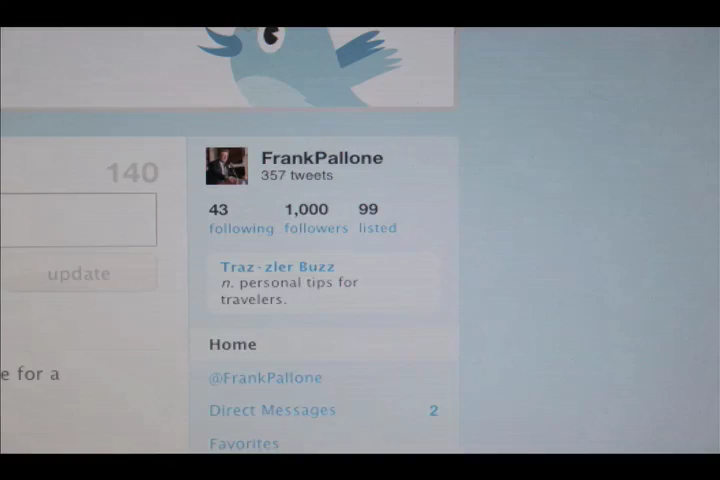 140
update
e for a
FrankPallone
357 tweets
43 1,000 99
following followers listed
Traz·zler Buzz
n. personal tips for
travelers.
Home
@FrankPallone
Direct Messages 2
Favorites